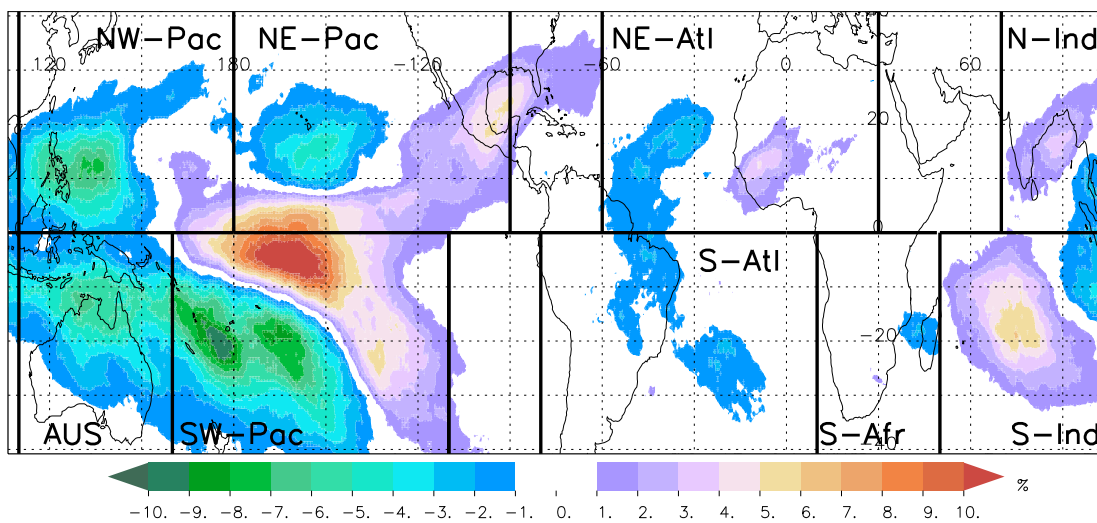 NW-Pac NE-Pac NE-Atl N-Ind
120 180 -120 -60 0 60
20
0
S-Atl
-20
AUS SW-Pac S-Afr S-Ind
-40
%
-10. -9. -8. -7. -6. -5. -4. -3. -2. -1. 0. 1. 2. 3. 4. 5. 6. 7. 8. 9. 10.